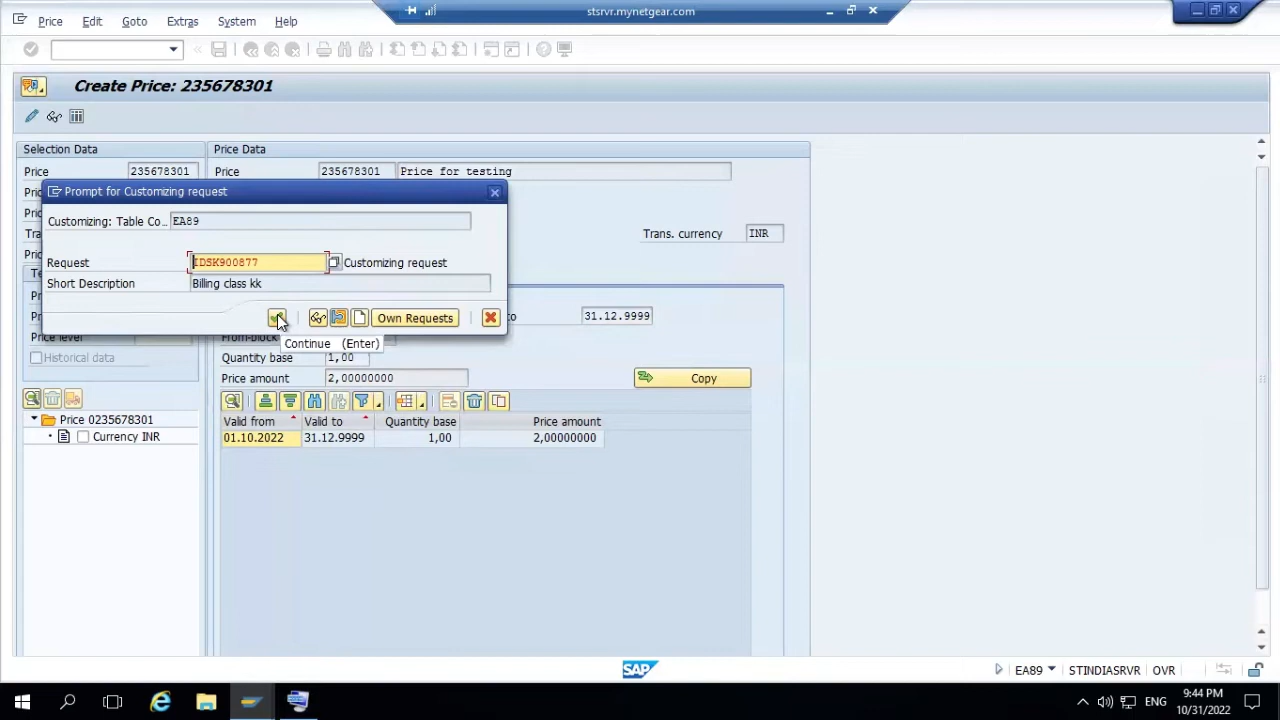 stsrvr.mynetgear.com
Price Edit Goto Extras System Help
Create Price: 235678301
Selection Data
Price Data
Price 235678301
Price 235678301 Price for testing
Prompt for Customizing request
Customizing: Table Co... EA89
Trans. currency INR
Request IDSK900877 Customizing request
Short Description Billing class kk
Own Requests
to 31.12.9999
Continue (Enter)
From-block
Price level
Historical data
Quantity base 1,00
Price amount 2,00000000
Copy
Valid from Valid to Quantity base Price amount
01.10.2022 31.12.9999 1,00 2,00000000
Price 0235678301
Currency INR
SAP
EA89 STINDIASRVR OVR
ENG
9:44 PM
10/31/2022